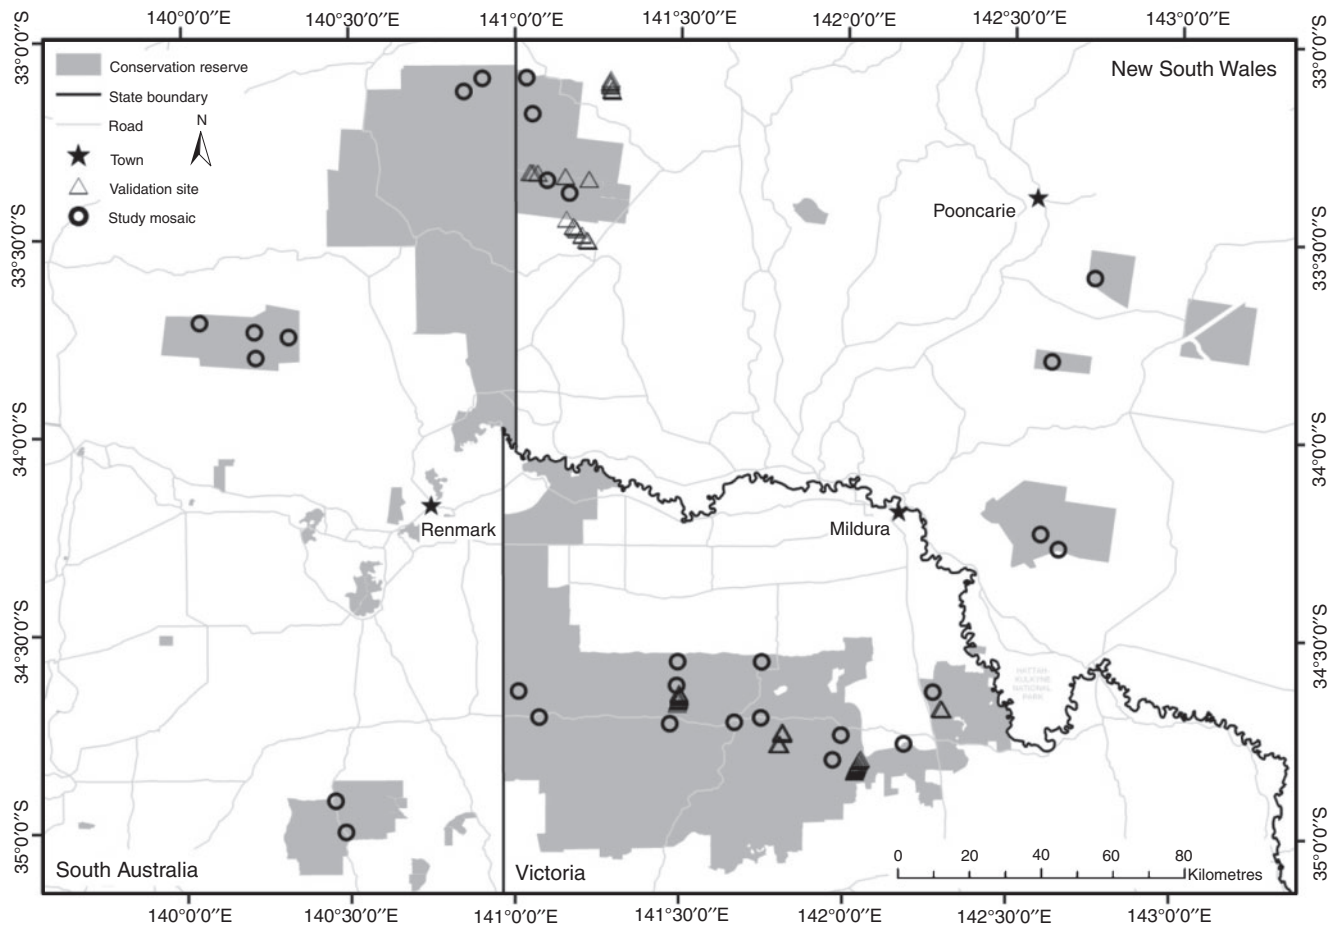 140°0'0"E 140°30'0"E 141°0'0"E 141°30'0"E 142°0'0"E 142°30'0"E 143°0'0"E
33°0'0"S
33°30'0"S
34°0'0"S
34°30'0"S
35°0'0"S
Conservation reserve
State boundary
Road
N
Town
Validation site
Study mosaic
New South Wales
Pooncarie
Renmark
Mildura
HATTAH-
KULKYNE
NATIONAL
PARK
South Australia
Victoria
0 20 40 60 80
Kilometres
33°0'0"S
33°30'0"S
34°0'0"S
34°30'0"S
35°0'0"S
140°0'0"E 140°30'0"E 141°0'0"E 141°30'0"E 142°0'0"E 142°30'0"E 143°0'0"E